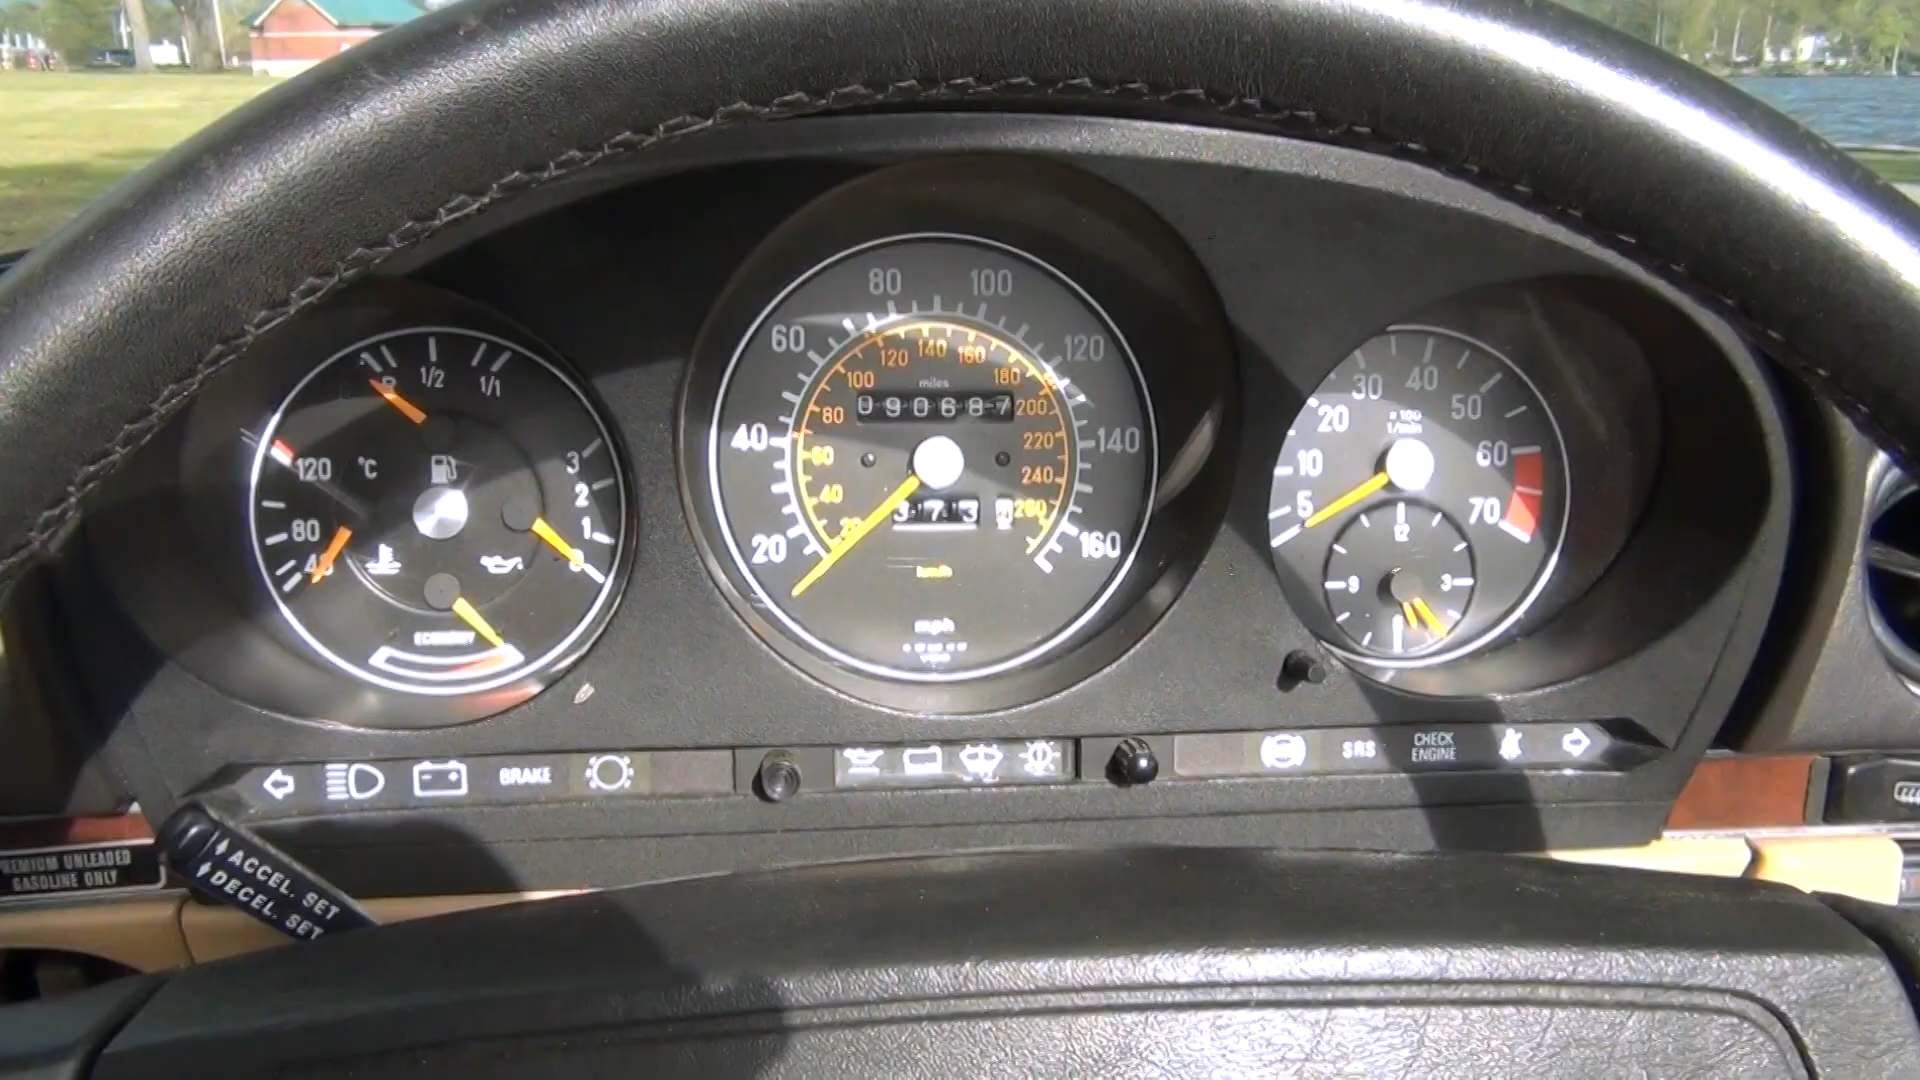 R 1/2 1/1
120 °C
80
40
3
2
1
0
ECONOMY
20 40 60 80 100 120 140 160
20 40 60 80 100 120 140 160 180 200 220 240 260
miles
090687
373
km/h
mph
5 10 20 30 40 50 60 70
x 100
1/min
12
3
9
BRAKE
SRS
CHECK
ENGINE
PREMIUM UNLEADED
GASOLINE ONLY
ACCEL. SET
DECEL. SET